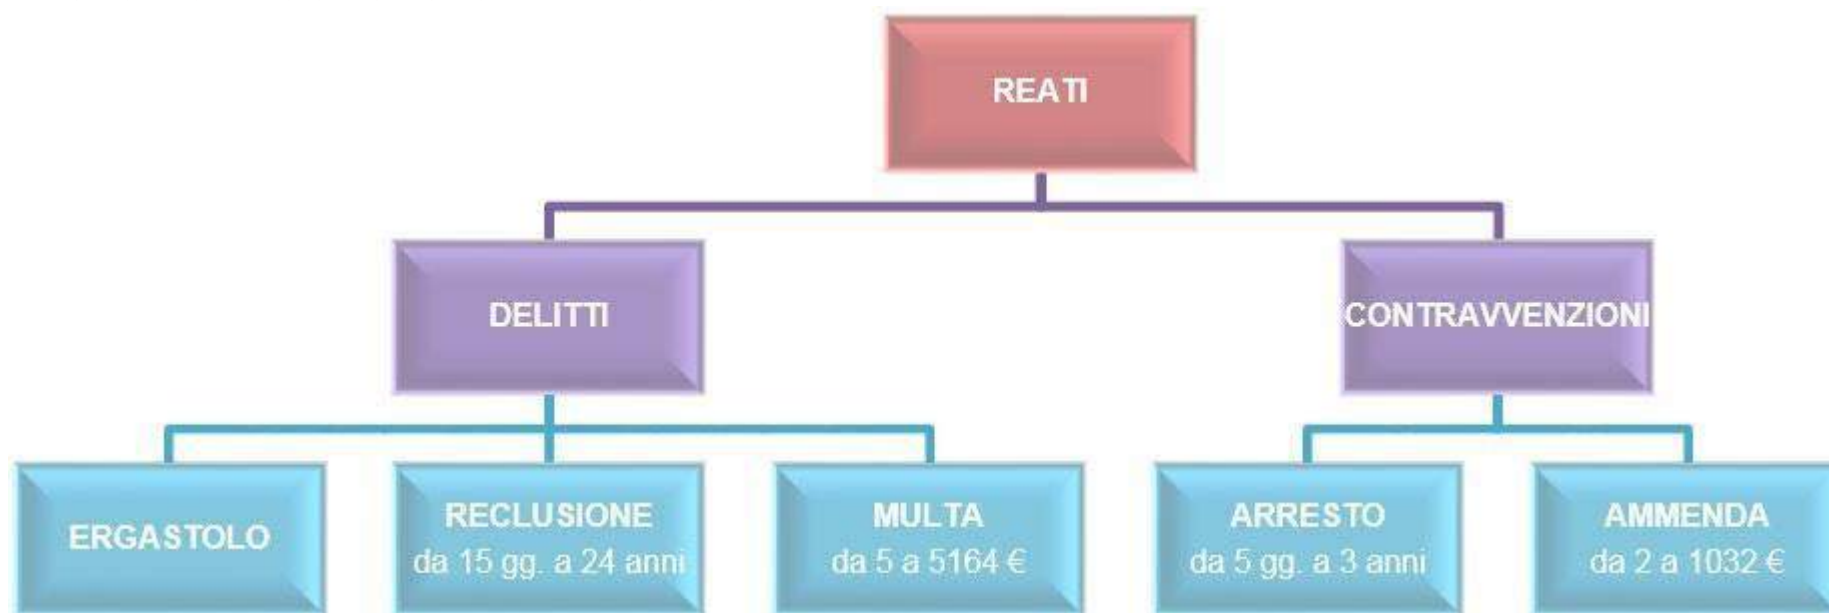 REATI
DELITTI
CONTRAVVENZIONI
ERGASTOLO
RECLUSIONE
da 15 gg. a 24 anni
MULTA
da 5 a 5164 €
ARRESTO
da 5 gg. a 3 anni
AMMENDA
da 2 a 1032 €